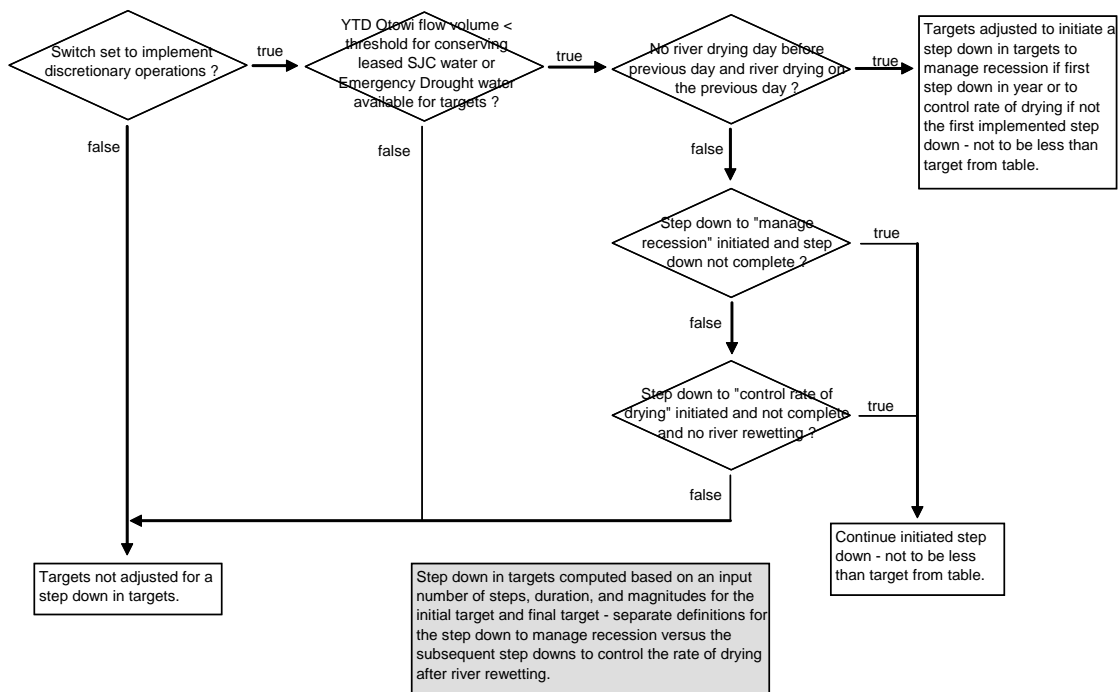 Switch set to implement
discretionary operations ?
true
false
YTD Otowi flow volume <
threshold for conserving
leased SJC water or
Emergency Drought water
available for targets ?
true
false
No river drying day before
previous day and river drying on
the previous day ?
true
false
Targets adjusted to initiate a
step down in targets to
manage recession if first
step down in year or to
control rate of drying if not
the first implemented step
down - not to be less than
target from table.
Step down to "manage
recession" initiated and step
down not complete ?
true
false
Step down to "control rate of
drying" initiated and not complete
and no river rewetting ?
true
false
Continue initiated step
down - not to be less
than target from table.
Targets not adjusted for a
step down in targets.
Step down in targets computed based on an input
number of steps, duration, and magnitudes for the
initial target and final target - separate definitions for
the step down to manage recession versus the
subsequent step downs to control the rate of drying
after river rewetting.